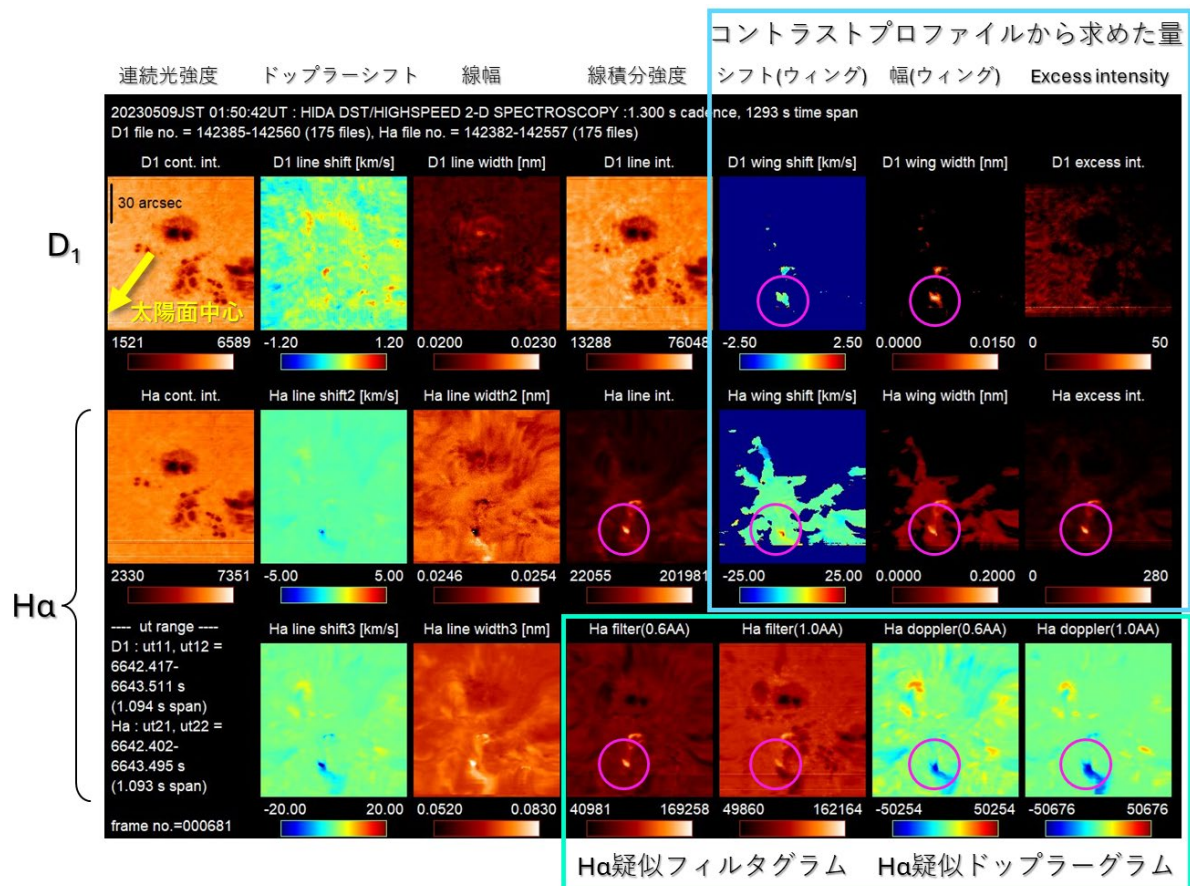 コントラストプロファイルから求めた量
連続光強度 ドップラーシフト 線幅 線積分強度 シフト(ウィング) 幅(ウィング) Excess intensity
20230509JST 01:50:42UT : HIDA DST/HIGHSPEED 2-D SPECTROSCOPY :1.300 s cadence, 1293 s time span
D1 file no. = 142385-142560 (175 files), Ha file no. = 142382-142557 (175 files)
D1 cont. int. D1 line shift [km/s] D1 line width [nm] D1 line int. D1 wing shift [km/s] D1 wing width [nm] D1 excess int.
30 arcsec
D₁
太陽面中心
1521 6589 -1.20 1.20 0.0200 0.0230 13288 76048 -2.50 2.50 0.0000 0.0150 0 50
Ha cont. int. Ha line shift2 [km/s] Ha line width2 [nm] Ha line int. Ha wing shift [km/s] Ha wing width [nm] Ha excess int.
2330 7351 -5.00 5.00 0.0246 0.0254 22055 201981 -25.00 25.00 0.0000 0.2000 0 280
Hα
---- ut range ---- Ha line shift3 [km/s] Ha line width3 [nm] Ha filter(0.6AA) Ha filter(1.0AA) Ha doppler(0.6AA) Ha doppler(1.0AA)
D1 : ut11, ut12 =
6642.417-
6643.511 s
(1.094 s span)
Ha : ut21, ut22 =
6642.402-
6643.495 s
(1.093 s span)
-20.00 20.00 0.0520 0.0830 40981 169258 49860 162164 -50254 50254 -50676 50676
frame no.=000681
Hα疑似フィルタグラム Hα疑似ドップラーグラム